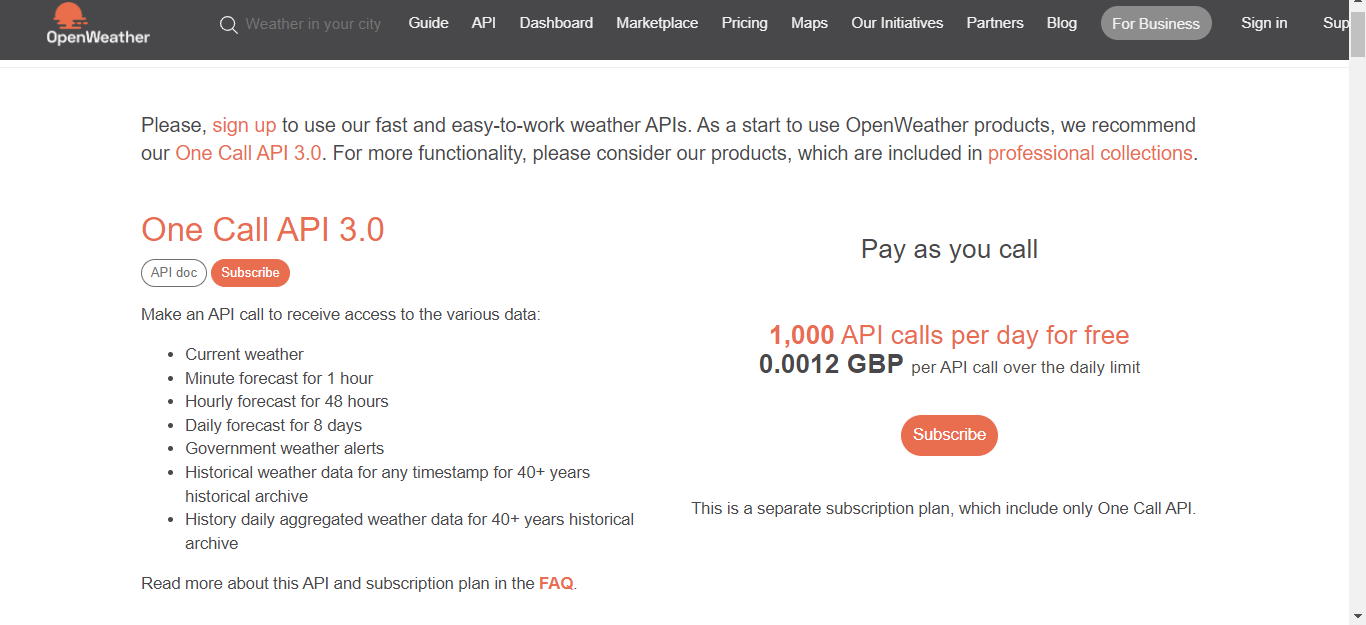 OpenWeather
Weather in your city
Guide API Dashboard Marketplace Pricing Maps Our Initiatives Partners Blog For Business Sign in Sup
Please, sign up to use our fast and easy-to-work weather APIs. As a start to use OpenWeather products, we recommend
our One Call API 3.0. For more functionality, please consider our products, which are included in professional collections.
One Call API 3.0
API doc Subscribe
Make an API call to receive access to the various data:
• Current weather
• Minute forecast for 1 hour
• Hourly forecast for 48 hours
• Daily forecast for 8 days
• Government weather alerts
• Historical weather data for any timestamp for 40+ years
historical archive
• History daily aggregated weather data for 40+ years historical
archive
Read more about this API and subscription plan in the FAQ.
Pay as you call
1,000 API calls per day for free
0.0012 GBP per API call over the daily limit
Subscribe
This is a separate subscription plan, which include only One Call API.